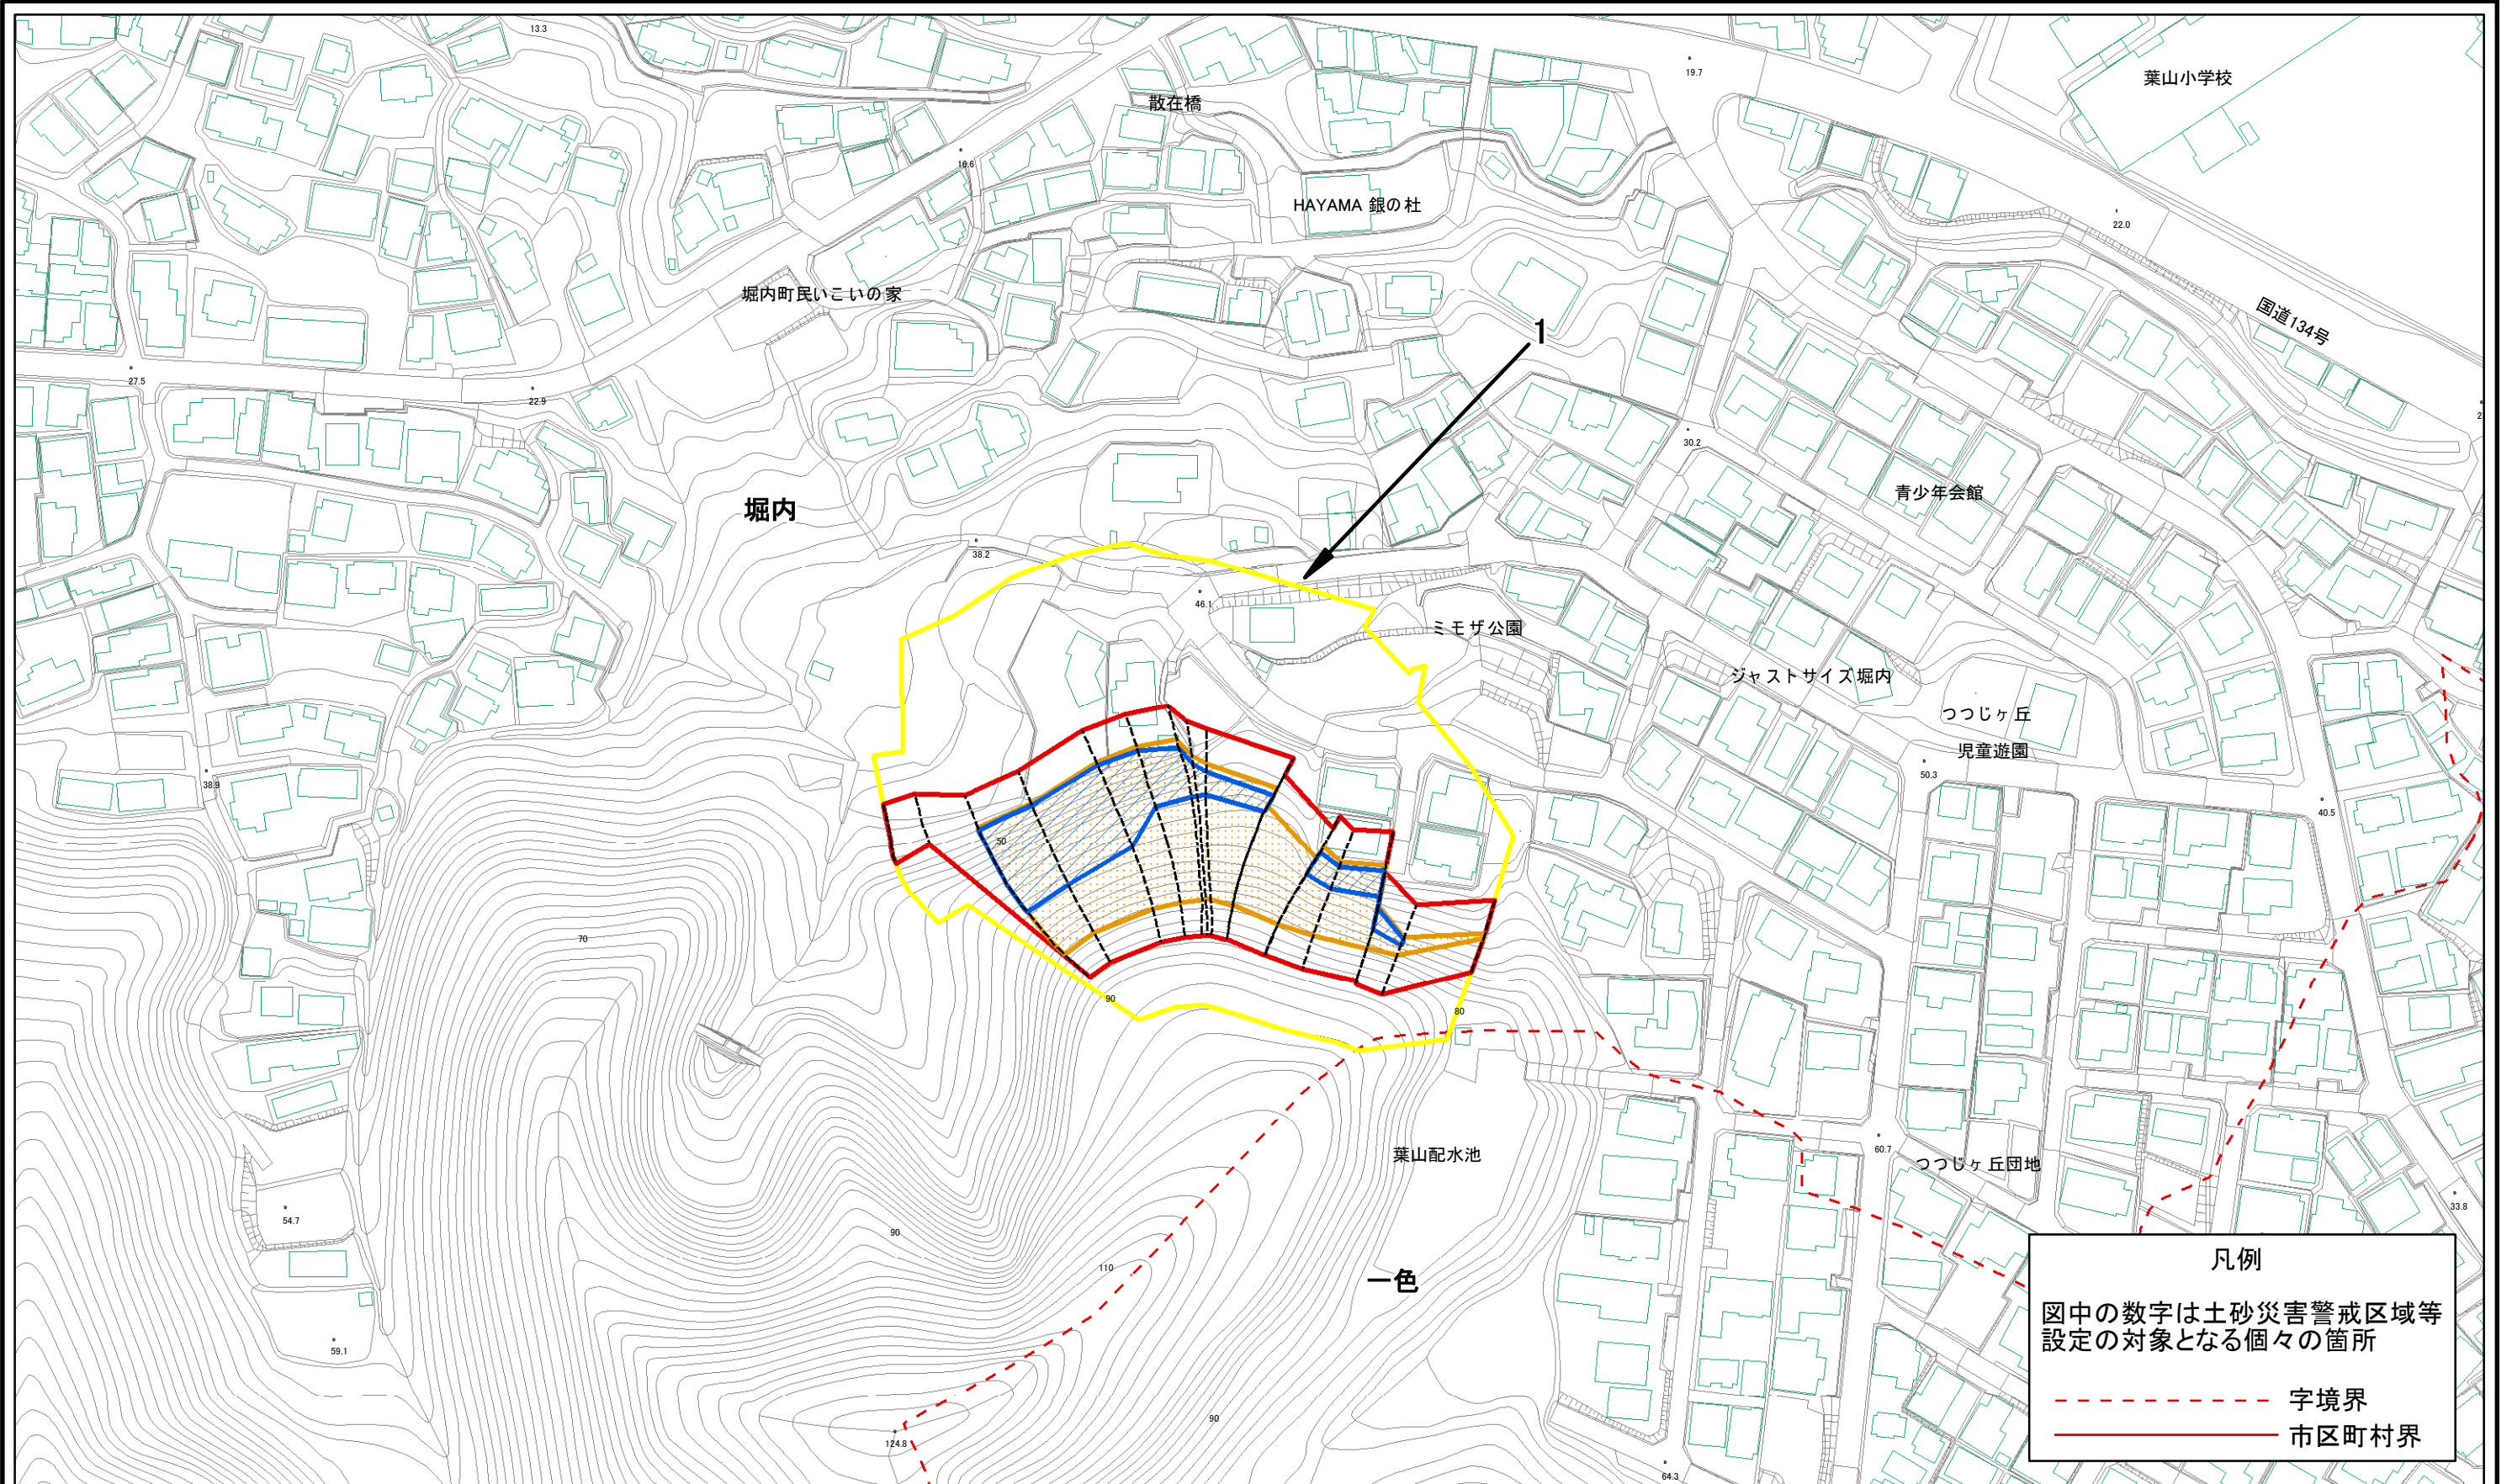 13.3
19.7
葉山小学校
散在橋
16.6
HAYAMA 銀の杜
22.0
堀内町民いこいの家
国道134号
1
27.5
22.9
2
30.2
青少年会館
堀内
38.2
46.1
ミモザ公園
ジャストサイズ堀内
つつじヶ丘
児童遊園
50.3
38.9
40.5
50
70
90
80
葉山配水池
60.7
つつじヶ丘団地
54.7
33.8
90
110
一色
59.1
90
124.8
64.3
凡例
図中の数字は土砂災害警戒区域等
設定の対象となる個々の箇所
字境界
市区町村界